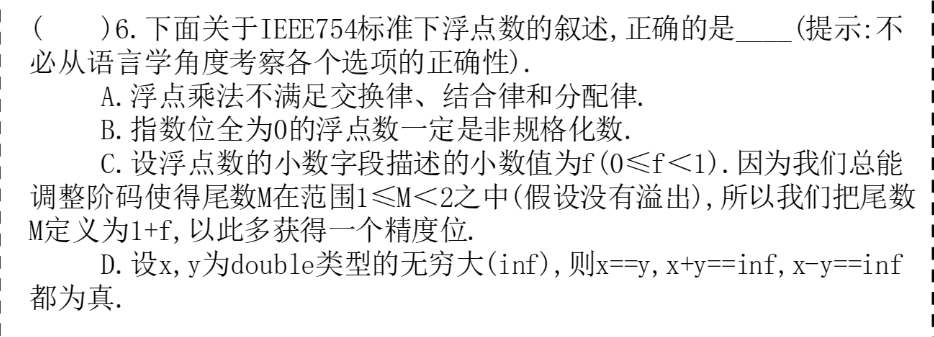 (    )6.下面关于IEEE754标准下浮点数的叙述,正确的是____(提示:不
必从语言学角度考察各个选项的正确性).
A.浮点乘法不满足交换律、结合律和分配律.
B.指数位全为0的浮点数一定是非规格化数.
C.设浮点数的小数字段描述的小数值为f(0≤f<1).因为我们总能
调整阶码使得尾数M在范围1≤M<2之中(假设没有溢出),所以我们把尾数
M定义为1+f,以此多获得一个精度位.
D.设x,y为double类型的无穷大(inf),则x==y,x+y==inf,x-y==inf
都为真.